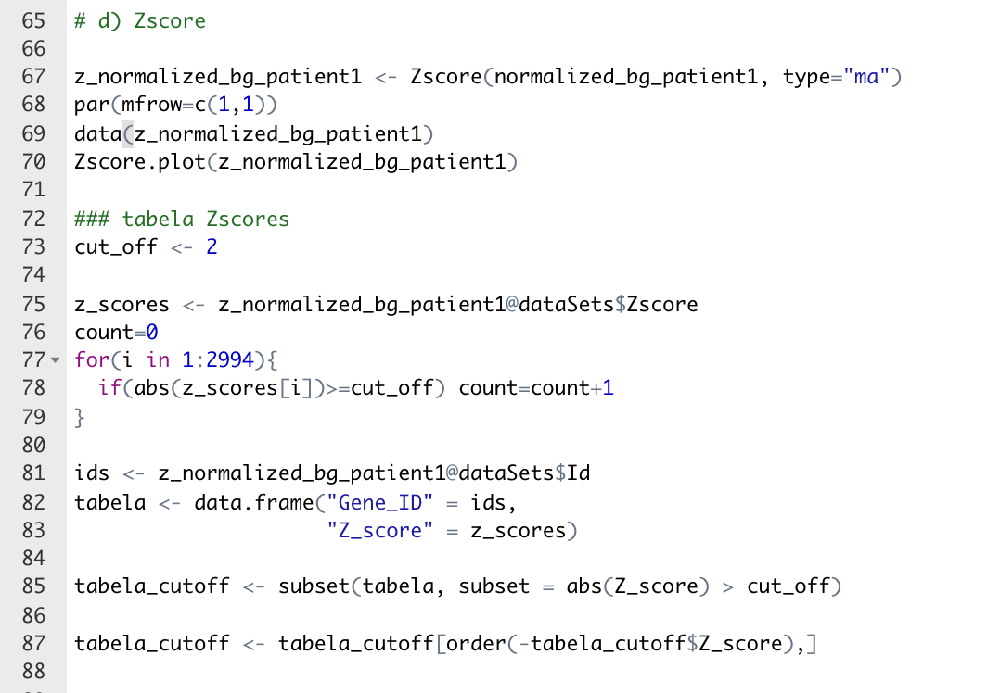 65 # d) Zscore
66
67 z_normalized_bg_patient1 <- Zscore(normalized_bg_patient1, type="ma")
68 par(mfrow=c(1,1))
69 data(z_normalized_bg_patient1)
70 Zscore.plot(z_normalized_bg_patient1)
71
72 ### tabela Zscores
73 cut_off <- 2
74
75 z_scores <- z_normalized_bg_patient1@dataSets$Zscore
76 count=0
77 for(i in 1:2994){
78   if(abs(z_scores[i])>=cut_off) count=count+1
79 }
80
81 ids <- z_normalized_bg_patient1@dataSets$Id
82 tabela <- data.frame("Gene_ID" = ids,
83                      "Z_score" = z_scores)
84
85 tabela_cutoff <- subset(tabela, subset = abs(Z_score) > cut_off)
86
87 tabela_cutoff <- tabela_cutoff[order(-tabela_cutoff$Z_score),]
88